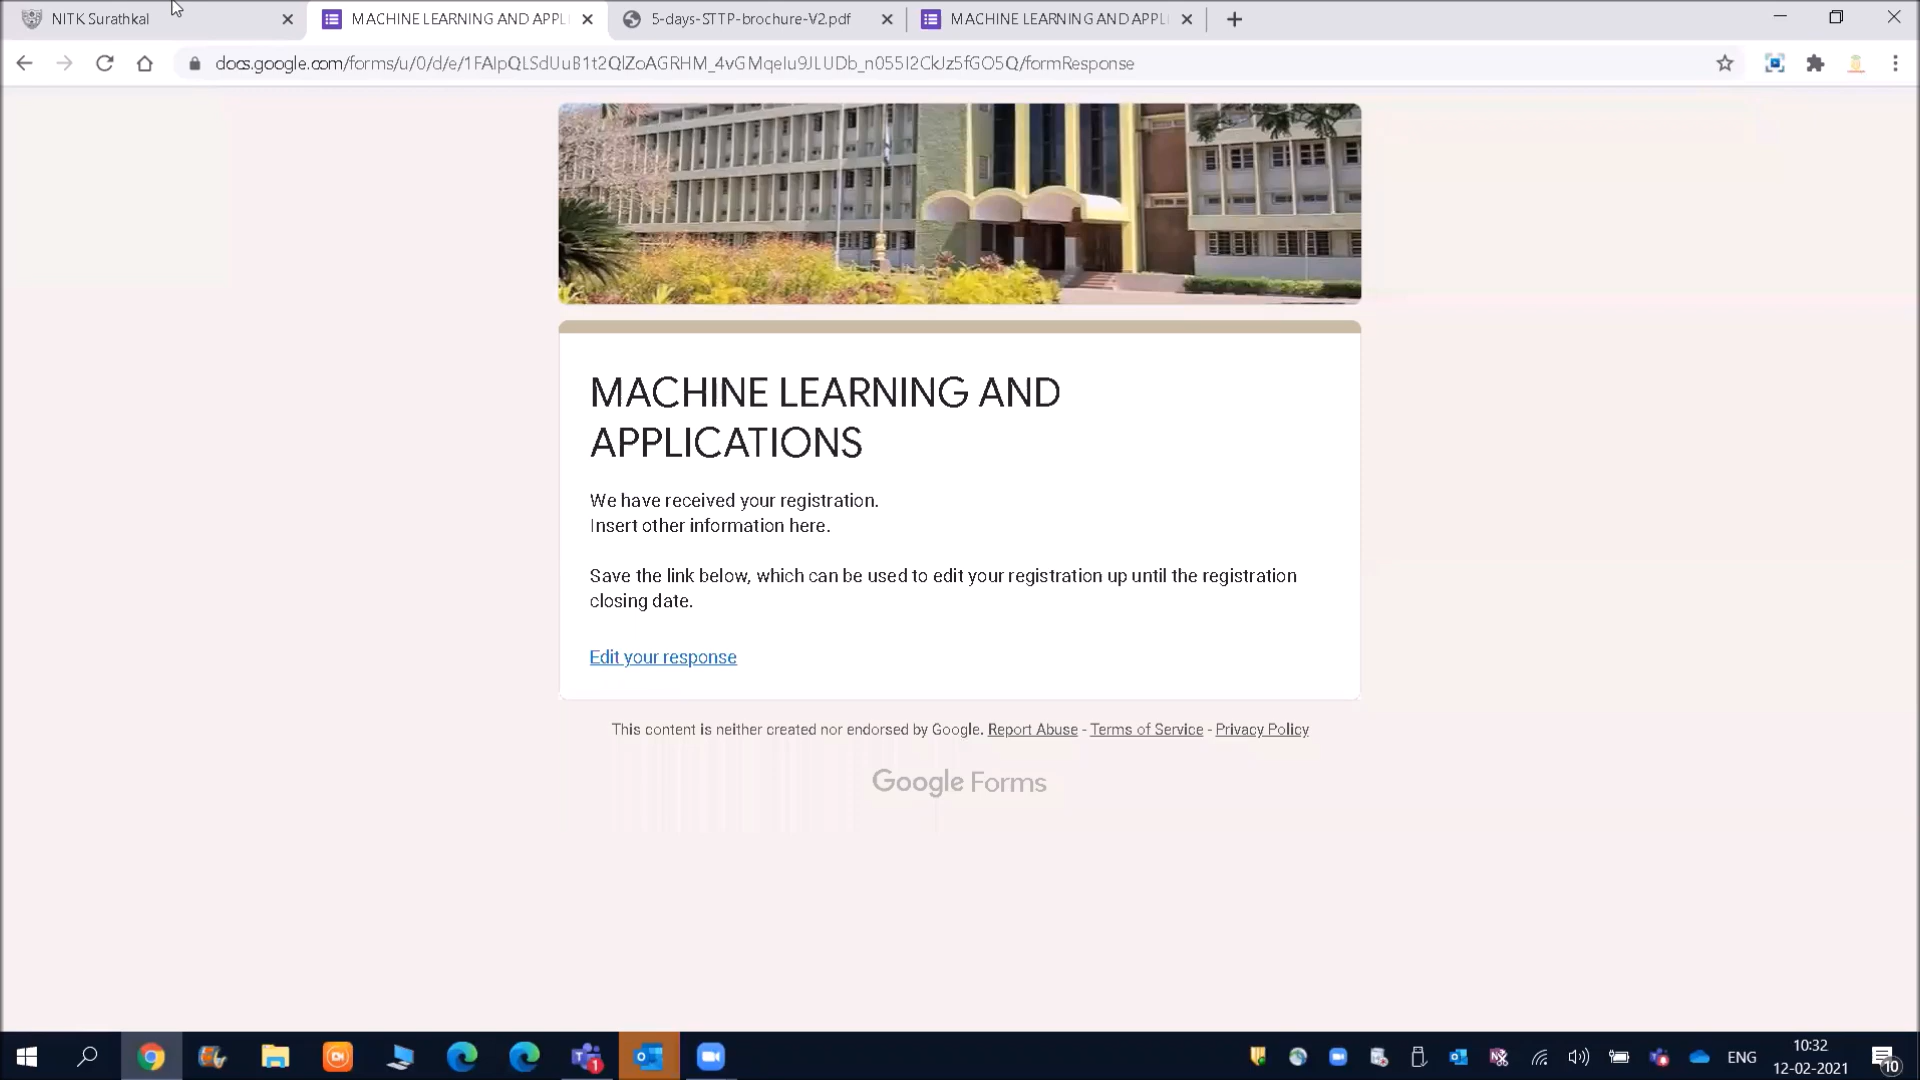 NITK Surathkal
MACHINE LEARNING AND APPL
5-days-STTP-brochure-V2.pdf
MACHINE LEARNING AND APPL
docs.google.com/forms/u/0/d/e/1FAIpQLSdUuB1t2QlZoAGRHM_4vGMqelu9JLUDb_n055I2CkJz5fGO5Q/formResponse
MACHINE LEARNING AND
APPLICATIONS
We have received your registration.
Insert other information here.
Save the link below, which can be used to edit your registration up until the registration
closing date.
Edit your response
This content is neither created nor endorsed by Google. Report Abuse - Terms of Service - Privacy Policy
Google Forms
1
ENG
10:32
12-02-2021
10